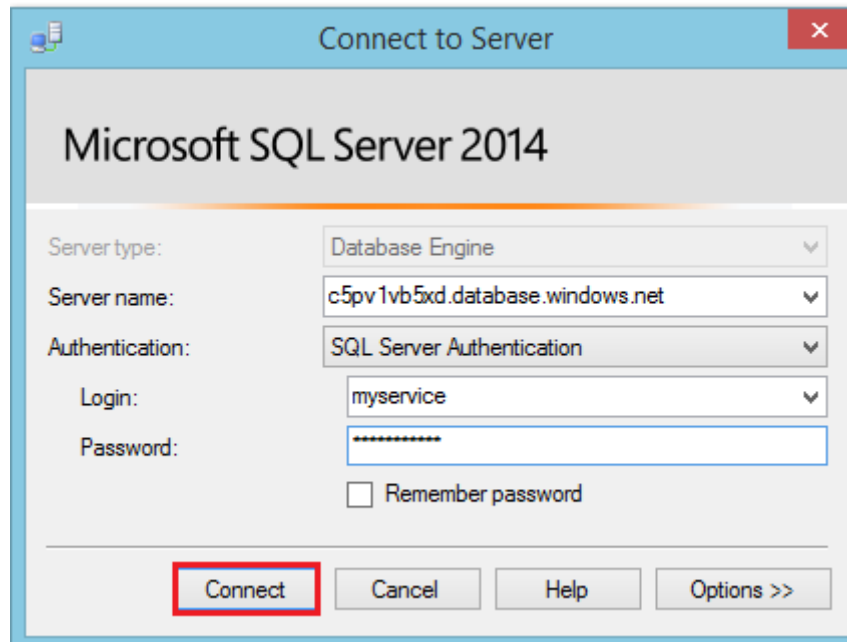 Connect to Server
Microsoft SQL Server 2014
Server type: Database Engine
Server name: c5pv1vb5xd.database.windows.net
Authentication: SQL Server Authentication
Login: myservice
Password: ***********
Remember password
Connect Cancel Help Options >>